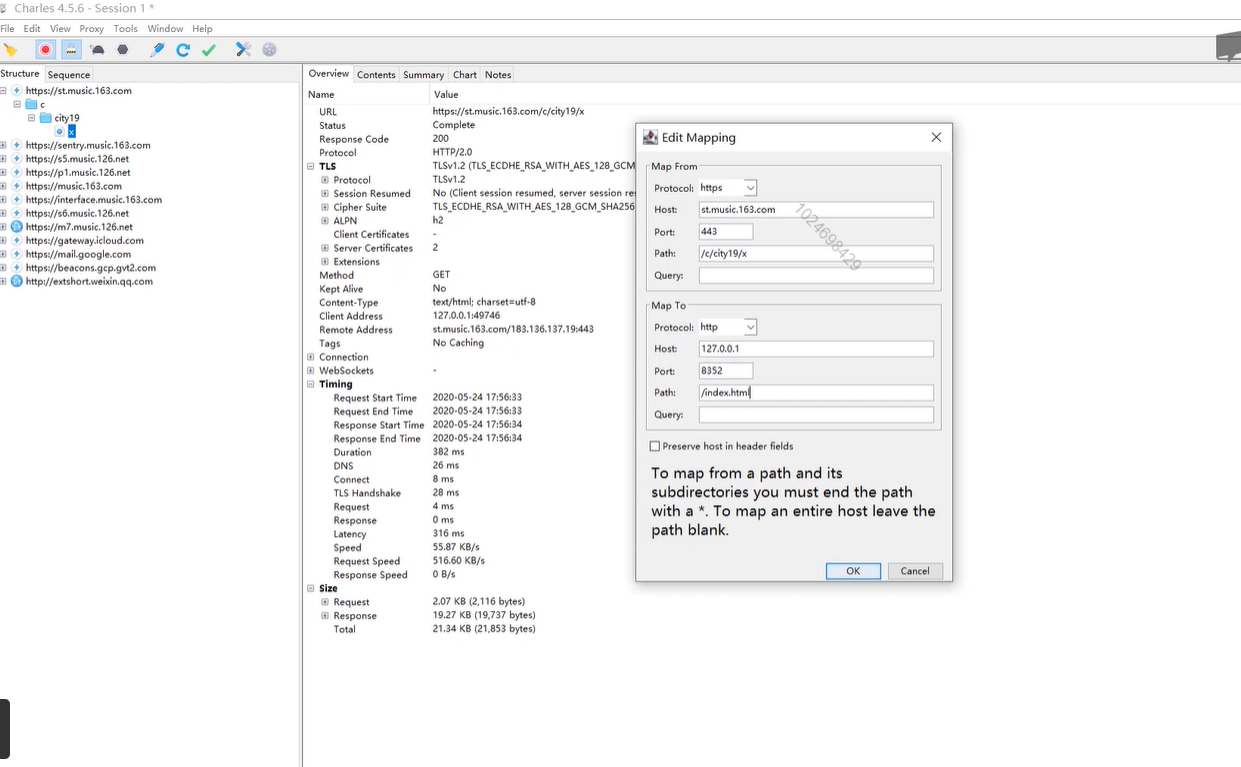 Charles 4.5.6 - Session 1 *
File Edit View Proxy Tools Window Help
Structure Sequence
https://st.music.163.com
c
city19
x
https://sentry.music.163.com
https://s5.music.126.net
https://p1.music.126.net
https://music.163.com
https://interface.music.163.com
https://s6.music.126.net
https://m7.music.126.net
https://gateway.icloud.com
https://mail.google.com
https://beacons.gcp.gvt2.com
http://extshort.weixin.qq.com
Overview Contents Summary Chart Notes
Name Value
URL https://st.music.163.com/c/city19/x
Status Complete
Response Code 200
Protocol HTTP/2.0
TLS TLSv1.2 (TLS_ECDHE_RSA_WITH_AES_128_GCM
Protocol TLSv1.2
Session Resumed No (Client session resumed, server session re
Cipher Suite TLS_ECDHE_RSA_WITH_AES_128_GCM_SHA256
ALPN h2
Client Certificates -
Server Certificates 2
Extensions
Method GET
Kept Alive No
Content-Type text/html; charset=utf-8
Client Address 127.0.0.1:49746
Remote Address st.music.163.com/183.136.137.19:443
Tags No Caching
Connection
WebSockets -
Timing
Request Start Time 2020-05-24 17:56:33
Request End Time 2020-05-24 17:56:33
Response Start Time 2020-05-24 17:56:34
Response End Time 2020-05-24 17:56:34
Duration 382 ms
DNS 26 ms
Connect 8 ms
TLS Handshake 28 ms
Request 4 ms
Response 0 ms
Latency 316 ms
Speed 55.87 KB/s
Request Speed 516.60 KB/s
Response Speed 0 B/s
Size
Request 2.07 KB (2,116 bytes)
Response 19.27 KB (19,737 bytes)
Total 21.34 KB (21,853 bytes)
Edit Mapping
Map From
Protocol: https
Host: st.music.163.com
Port: 443
Path: /c/city19/x
Query:
1024698429
Map To
Protocol: http
Host: 127.0.0.1
Port: 8352
Path: /index.html
Query:
Preserve host in header fields
To map from a path and its
subdirectories you must end the path
with a *. To map an entire host leave the
path blank.
OK Cancel